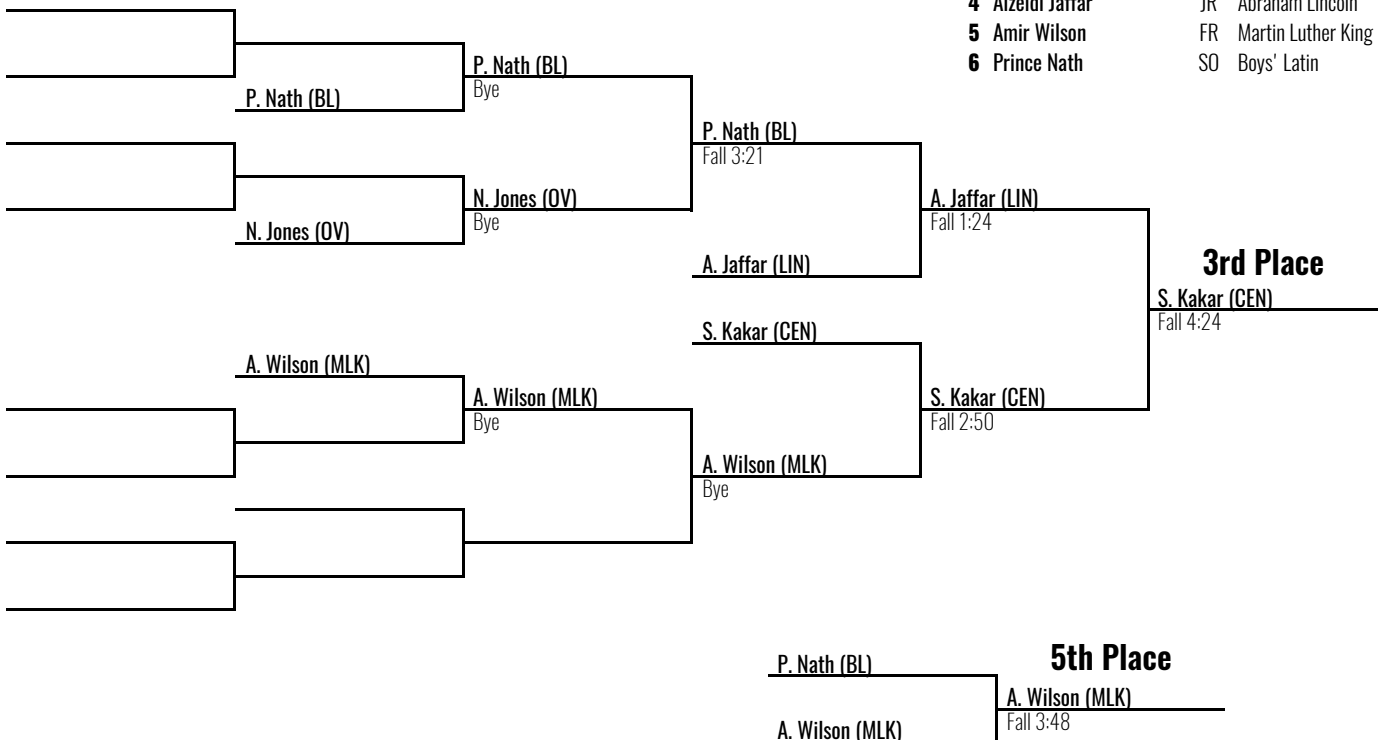 4 Alzeidi Jaffar JR Abraham Lincoln
5 Amir Wilson FR Martin Luther King
6 Prince Nath SO Boys' Latin
P. Nath (BL)
Bye
P. Nath (BL)
P. Nath (BL)
Fall 3:21
N. Jones (OV)
Bye
A. Jaffar (LIN)
Fall 1:24
N. Jones (OV)
A. Jaffar (LIN)
3rd Place
S. Kakar (CEN)
Fall 4:24
S. Kakar (CEN)
A. Wilson (MLK)
A. Wilson (MLK)
Bye
S. Kakar (CEN)
Fall 2:50
A. Wilson (MLK)
Bye
5th Place
P. Nath (BL)
A. Wilson (MLK)
Fall 3:48
A. Wilson (MLK)